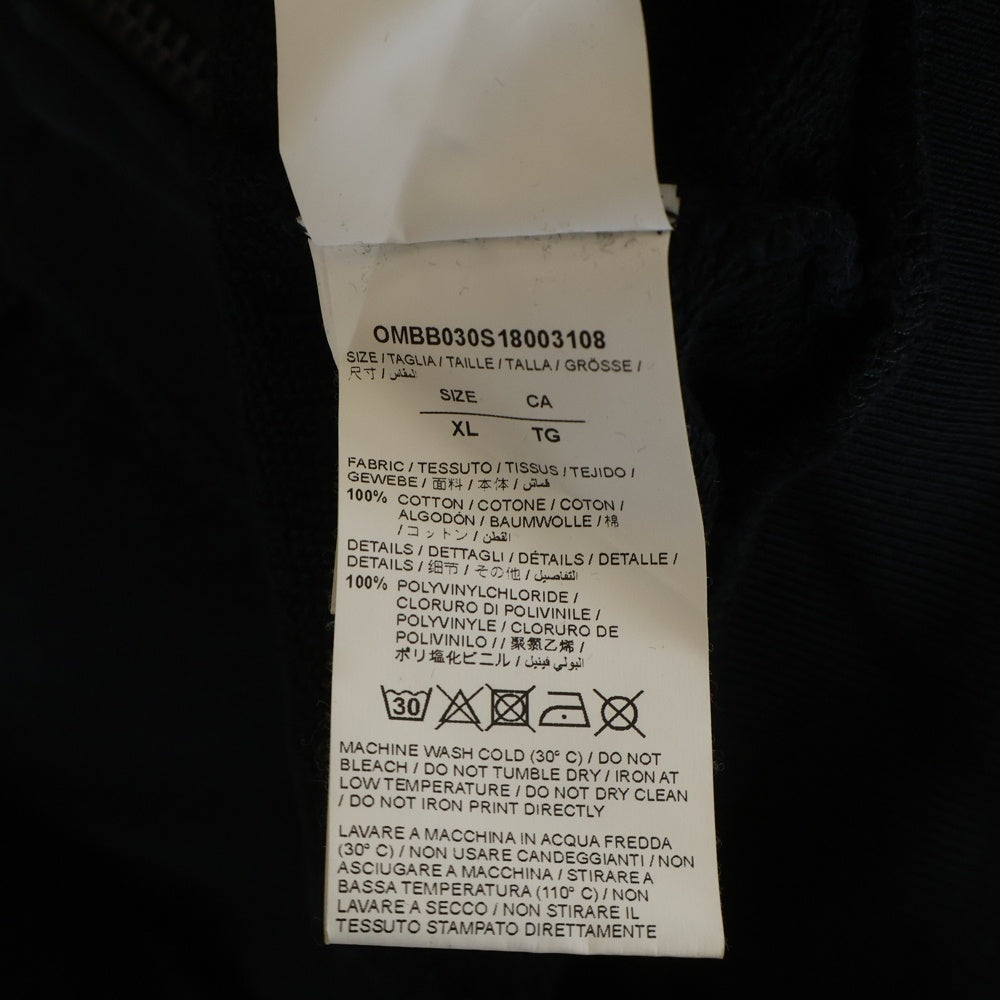 OMBB030S18003108
SIZE / TAGLIA / TAILLE / TALLA / GRÖSSE /
尺寸 / المقاس
SIZE CA
XL TG
FABRIC / TESSUTO / TISSUS / TEJIDO /
GEWEBE / 面料 / 本体 / قماش
100% COTTON / COTONE / COTON /
ALGODÓN / BAUMWOLLE / 棉
/ コットン / القطن
DETAILS / DETTAGLI / DÉTAILS / DETALLE /
DETAILS / 细节 / その他 / التفاصيل
100% POLYVINYLCHLORIDE /
CLORURO DI POLIVINILE /
POLYVINYLE / CLORURO DE
POLIVINILO / / 聚氯乙烯 /
ポリ塩化ビニル / البولي فينيل
30
MACHINE WASH COLD (30° C) / DO NOT
BLEACH / DO NOT TUMBLE DRY / IRON AT
LOW TEMPERATURE / DO NOT DRY CLEAN
/ DO NOT IRON PRINT DIRECTLY
LAVARE A MACCHINA IN ACQUA FREDDA
(30° C) / NON USARE CANDEGGIANTI / NON
ASCIUGARE A MACCHINA / STIRARE A
BASSA TEMPERATURA (110° C) / NON
LAVARE A SECCO / NON STIRARE IL
TESSUTO STAMPATO DIRETTAMENTE